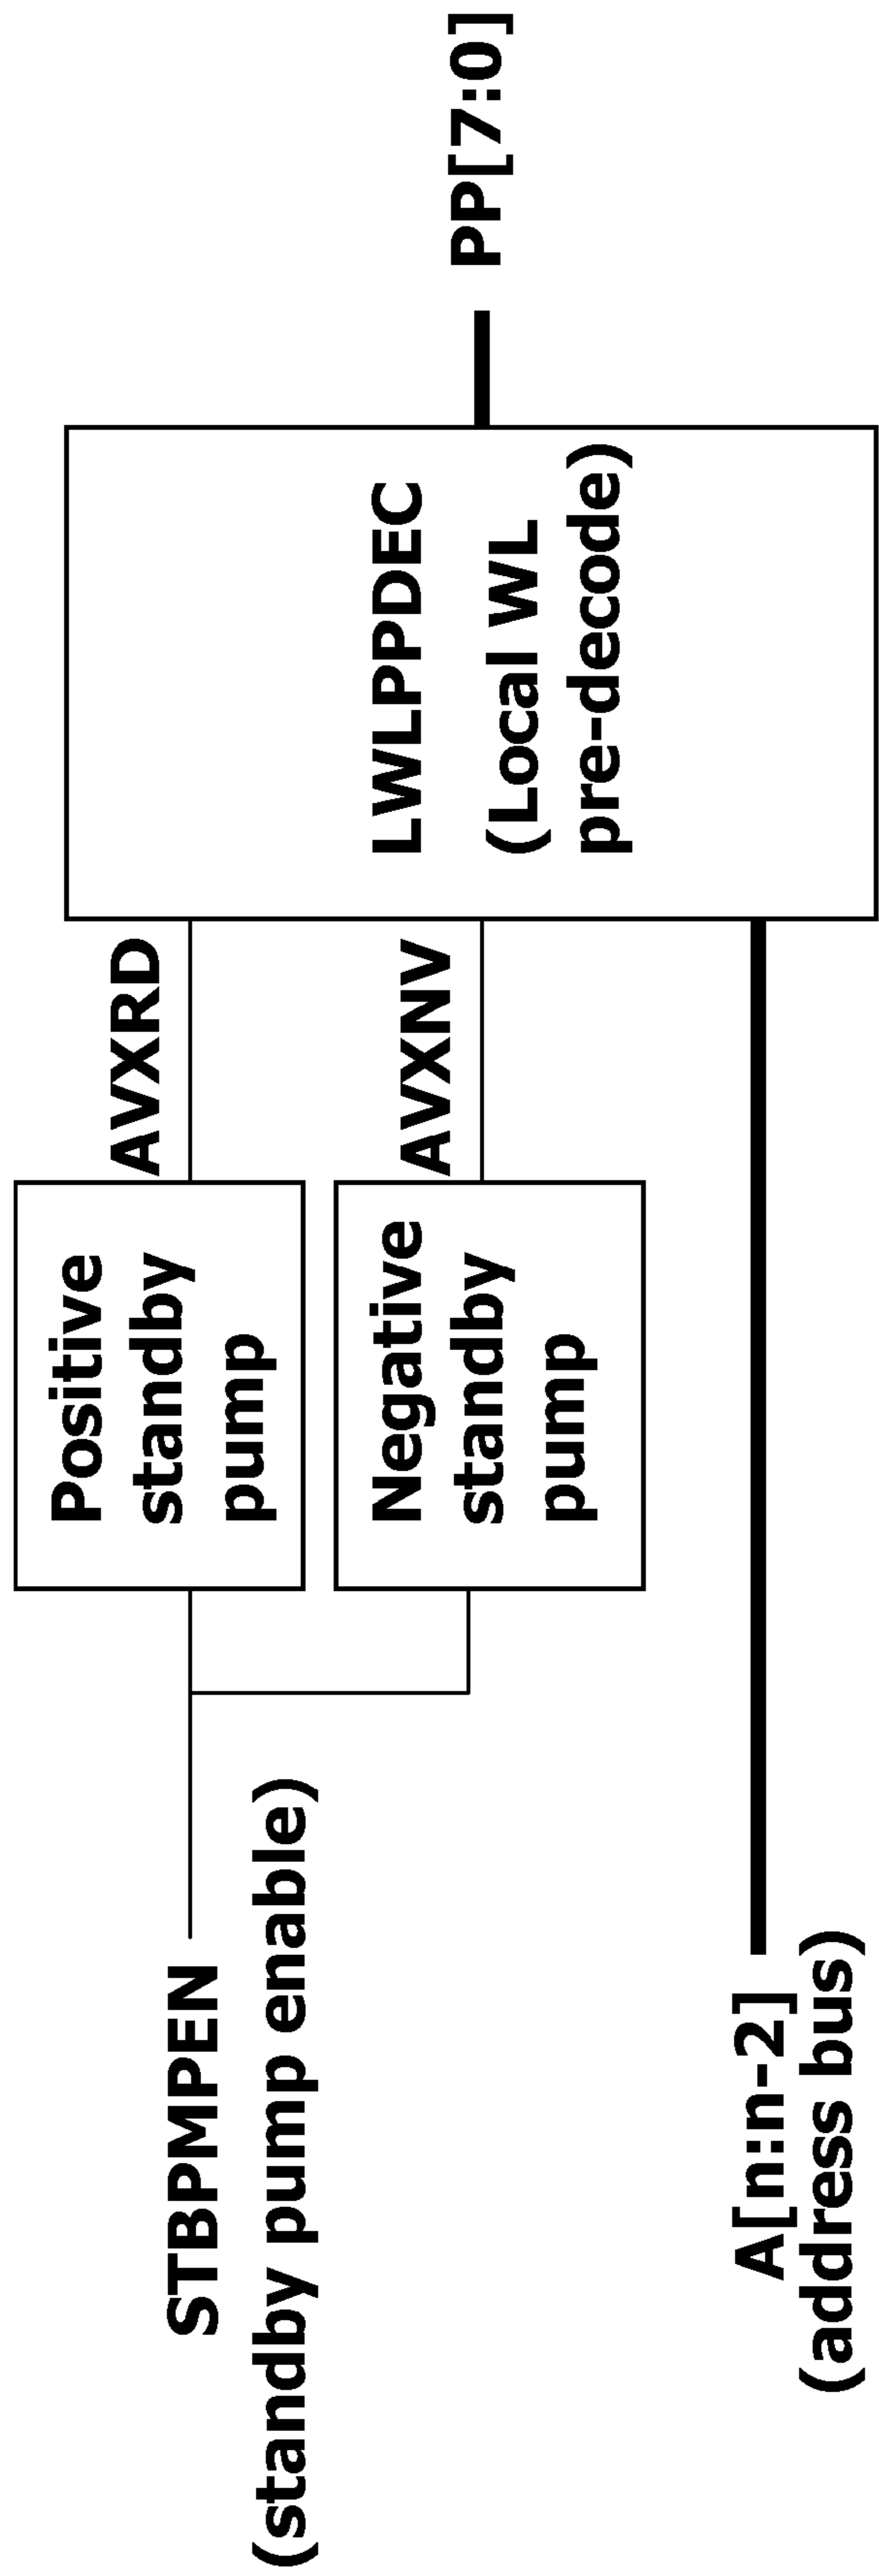 STBPMPEN
(standby pump enable)
Positive
standby
pump
AVXRD
Negative
standby
pump
AVXNV
A[n:n-2]
(address bus)
LWLPPDEC
(Local WL
pre-decode)
PP[7:0]